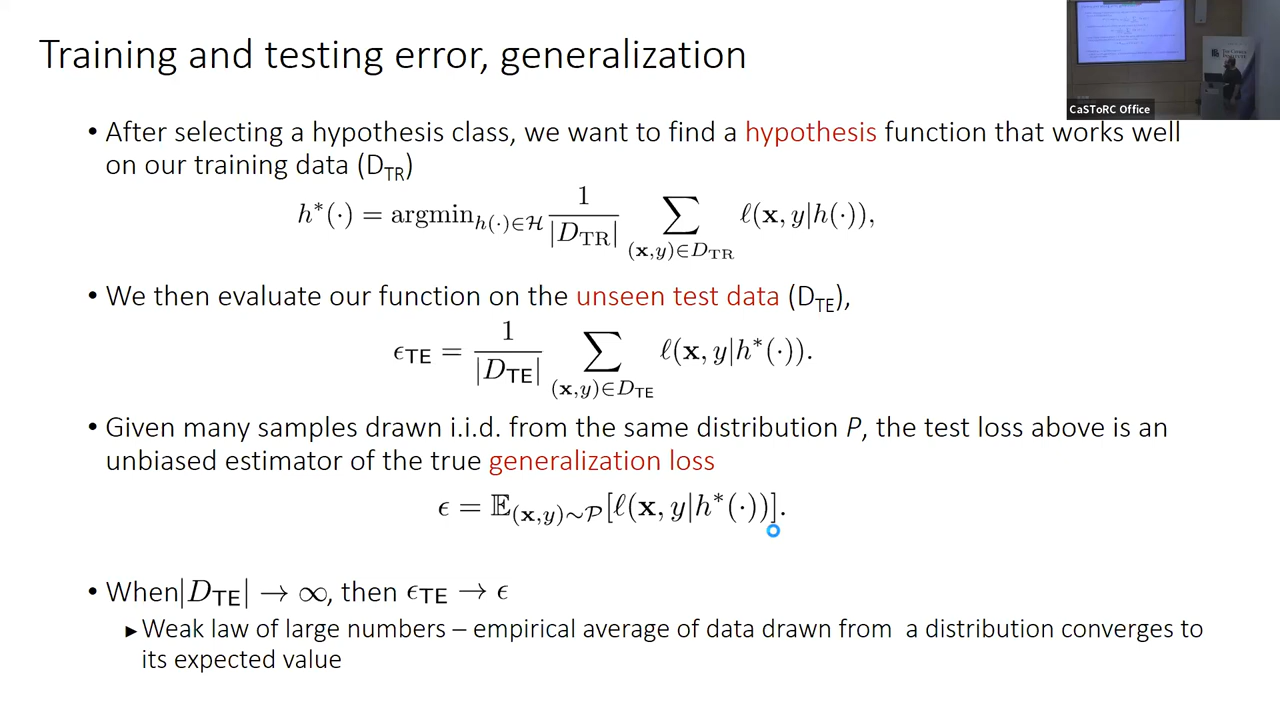 Training and testing error, generalization
CaSToRC Office
• After selecting a hypothesis class, we want to find a hypothesis function that works well
on our training data (D_TR)
h*(·) = argmin_{h(·)∈ℋ} 1/|D_TR| ∑_{(x,y)∈D_TR} ℓ(x, y|h(·)),
• We then evaluate our function on the unseen test data (D_TE),
ϵ_TE = 1/|D_TE| ∑_{(x,y)∈D_TE} ℓ(x, y|h*(·)).
• Given many samples drawn i.i.d. from the same distribution P, the test loss above is an
unbiased estimator of the true generalization loss
ϵ = 𝔼_{(x,y)∼𝒫}[ℓ(x, y|h*(·))].
• When|D_TE| → ∞, then ϵ_TE → ϵ
▸Weak law of large numbers – empirical average of data drawn from a distribution converges to
its expected value